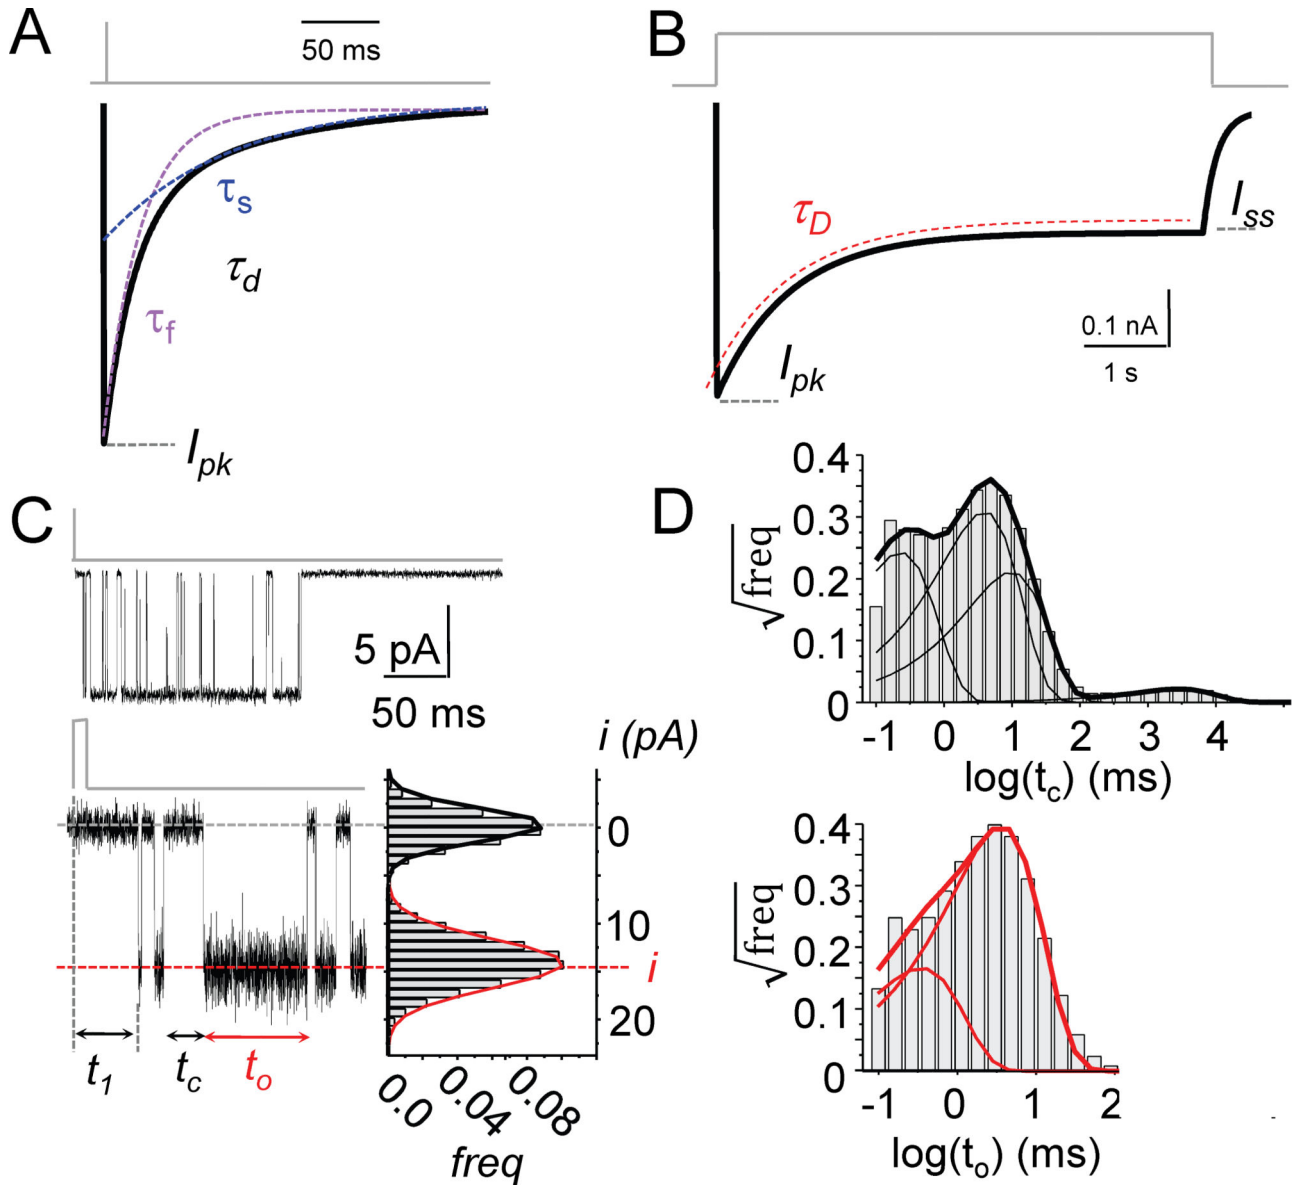 A
50 ms
τs
τd
τf
Ipk
B
τD
Iss
0.1 nA
1 s
Ipk
C
5 pA
50 ms
i (pA)
0
10
i
20
t1
tc
to
0.0
0.04
0.08
freq
D
0.4
0.3
0.2
0.1
0
√freq
-1 0 1 2 3 4
log(tc) (ms)
0.4
0.3
0.2
0.1
0
√freq
-1 0 1 2
log(to) (ms)